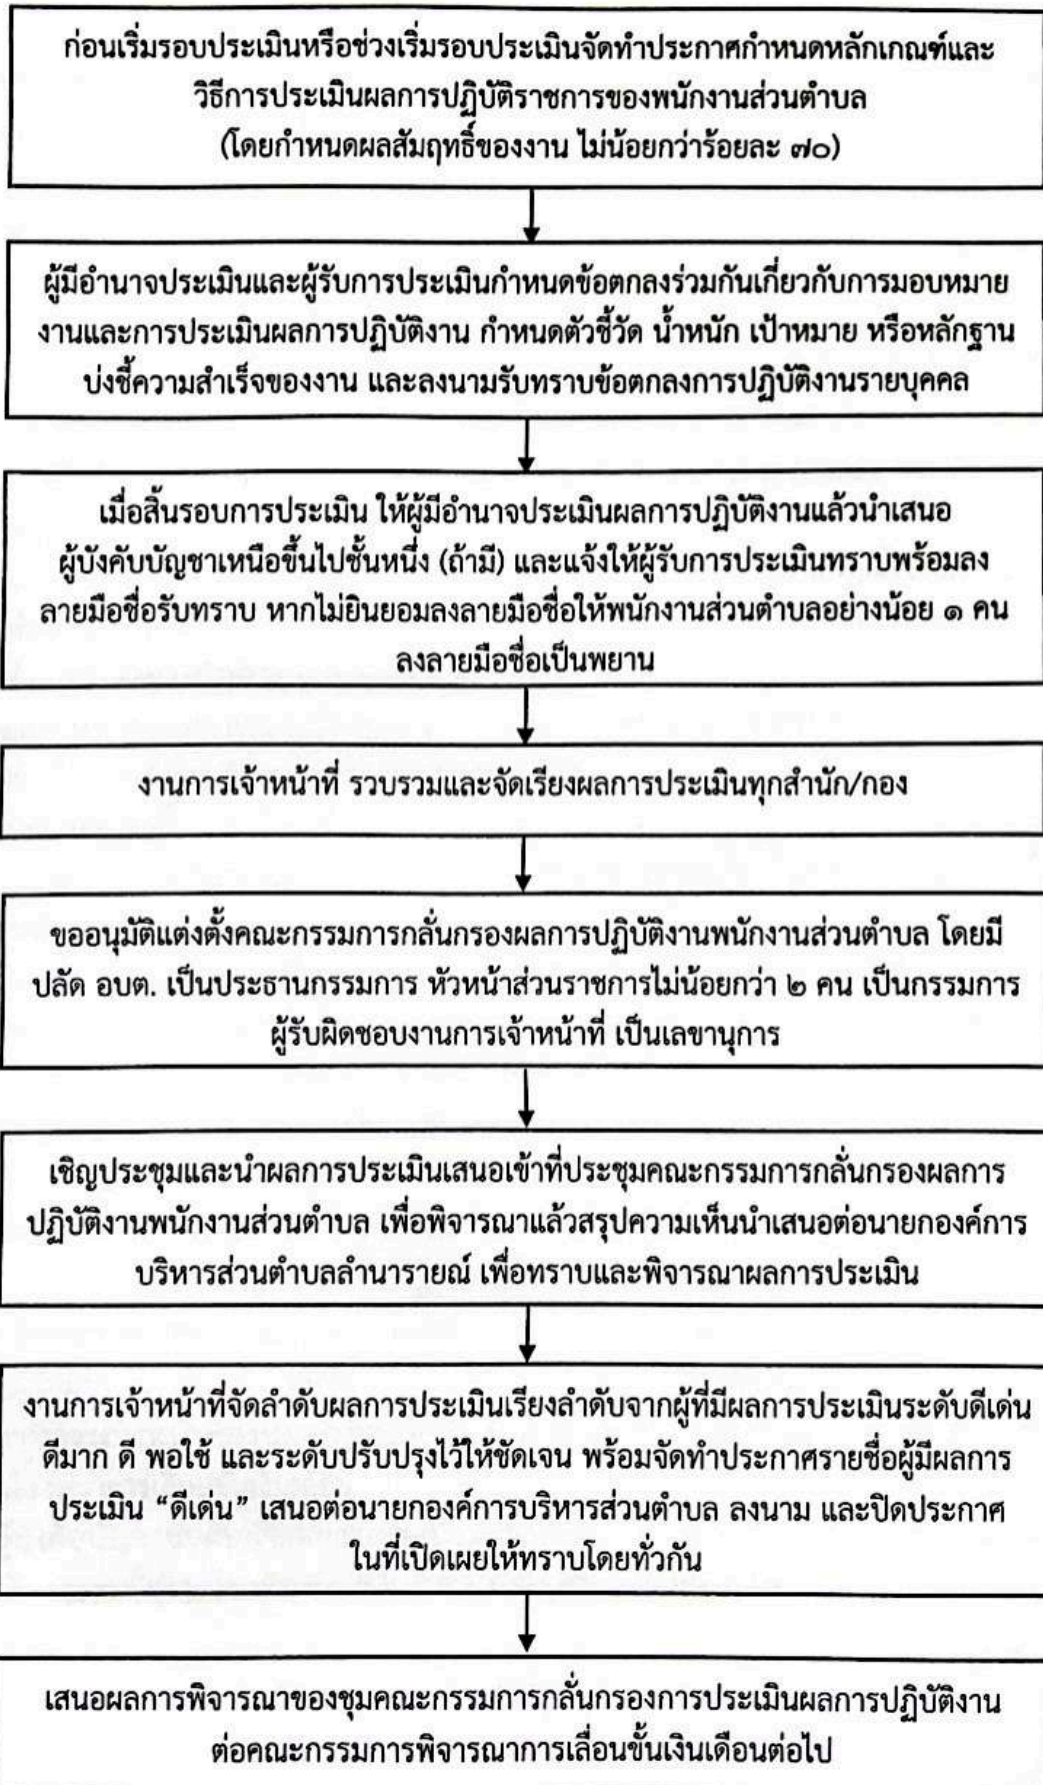 ก่อนเริ่มรอบประเมินหรือช่วงเริ่มรอบประเมินจัดทำประกาศกำหนดหลักเกณฑ์และ
วิธีการประเมินผลการปฏิบัติราชการของพนักงานส่วนตำบล
(โดยกำหนดผลสัมฤทธิ์ของงาน ไม่น้อยกว่าร้อยละ ๗๐)
ผู้มีอำนาจประเมินและผู้รับการประเมินกำหนดข้อตกลงร่วมกันเกี่ยวกับการมอบหมาย
งานและการประเมินผลการปฏิบัติงาน กำหนดตัวชี้วัด น้ำหนัก เป้าหมาย หรือหลักฐาน
บ่งชี้ความสำเร็จของงาน และลงนามรับทราบข้อตกลงการปฏิบัติงานรายบุคคล
เมื่อสิ้นรอบการประเมิน ให้ผู้มีอำนาจประเมินผลการปฏิบัติงานแล้วนำเสนอ
ผู้บังคับบัญชาเหนือขึ้นไปชั้นหนึ่ง (ถ้ามี) และแจ้งให้ผู้รับการประเมินทราบพร้อมลง
ลายมือชื่อรับทราบ หากไม่ยินยอมลงลายมือชื่อให้พนักงานส่วนตำบลอย่างน้อย ๑ คน
ลงลายมือชื่อเป็นพยาน
งานการเจ้าหน้าที่ รวบรวมและจัดเรียงผลการประเมินทุกสำนัก/กอง
ขออนุมัติแต่งตั้งคณะกรรมการกลั่นกรองผลการปฏิบัติงานพนักงานส่วนตำบล โดยมี
ปลัด อบต. เป็นประธานกรรมการ หัวหน้าส่วนราชการไม่น้อยกว่า ๒ คน เป็นกรรมการ
ผู้รับผิดชอบงานการเจ้าหน้าที่ เป็นเลขานุการ
เชิญประชุมและนำผลการประเมินเสนอเข้าที่ประชุมคณะกรรมการกลั่นกรองผลการ
ปฏิบัติงานพนักงานส่วนตำบล เพื่อพิจารณาแล้วสรุปความเห็นนำเสนอต่อนายกองค์การ
บริหารส่วนตำบลลำนารายณ์ เพื่อทราบและพิจารณาผลการประเมิน
งานการเจ้าหน้าที่จัดลำดับผลการประเมินเรียงลำดับจากผู้ที่มีผลการประเมินระดับดีเด่น
ดีมาก ดี พอใช้ และระดับปรับปรุงไว้ให้ชัดเจน พร้อมจัดทำประกาศรายชื่อผู้มีผลการ
ประเมิน “ดีเด่น” เสนอต่อนายกองค์การบริหารส่วนตำบล ลงนาม และปิดประกาศ
ในที่เปิดเผยให้ทราบโดยทั่วกัน
เสนอผลการพิจารณาของชุมคณะกรรมการกลั่นกรองการประเมินผลการปฏิบัติงาน
ต่อคณะกรรมการพิจารณาการเลื่อนขั้นเงินเดือนต่อไป